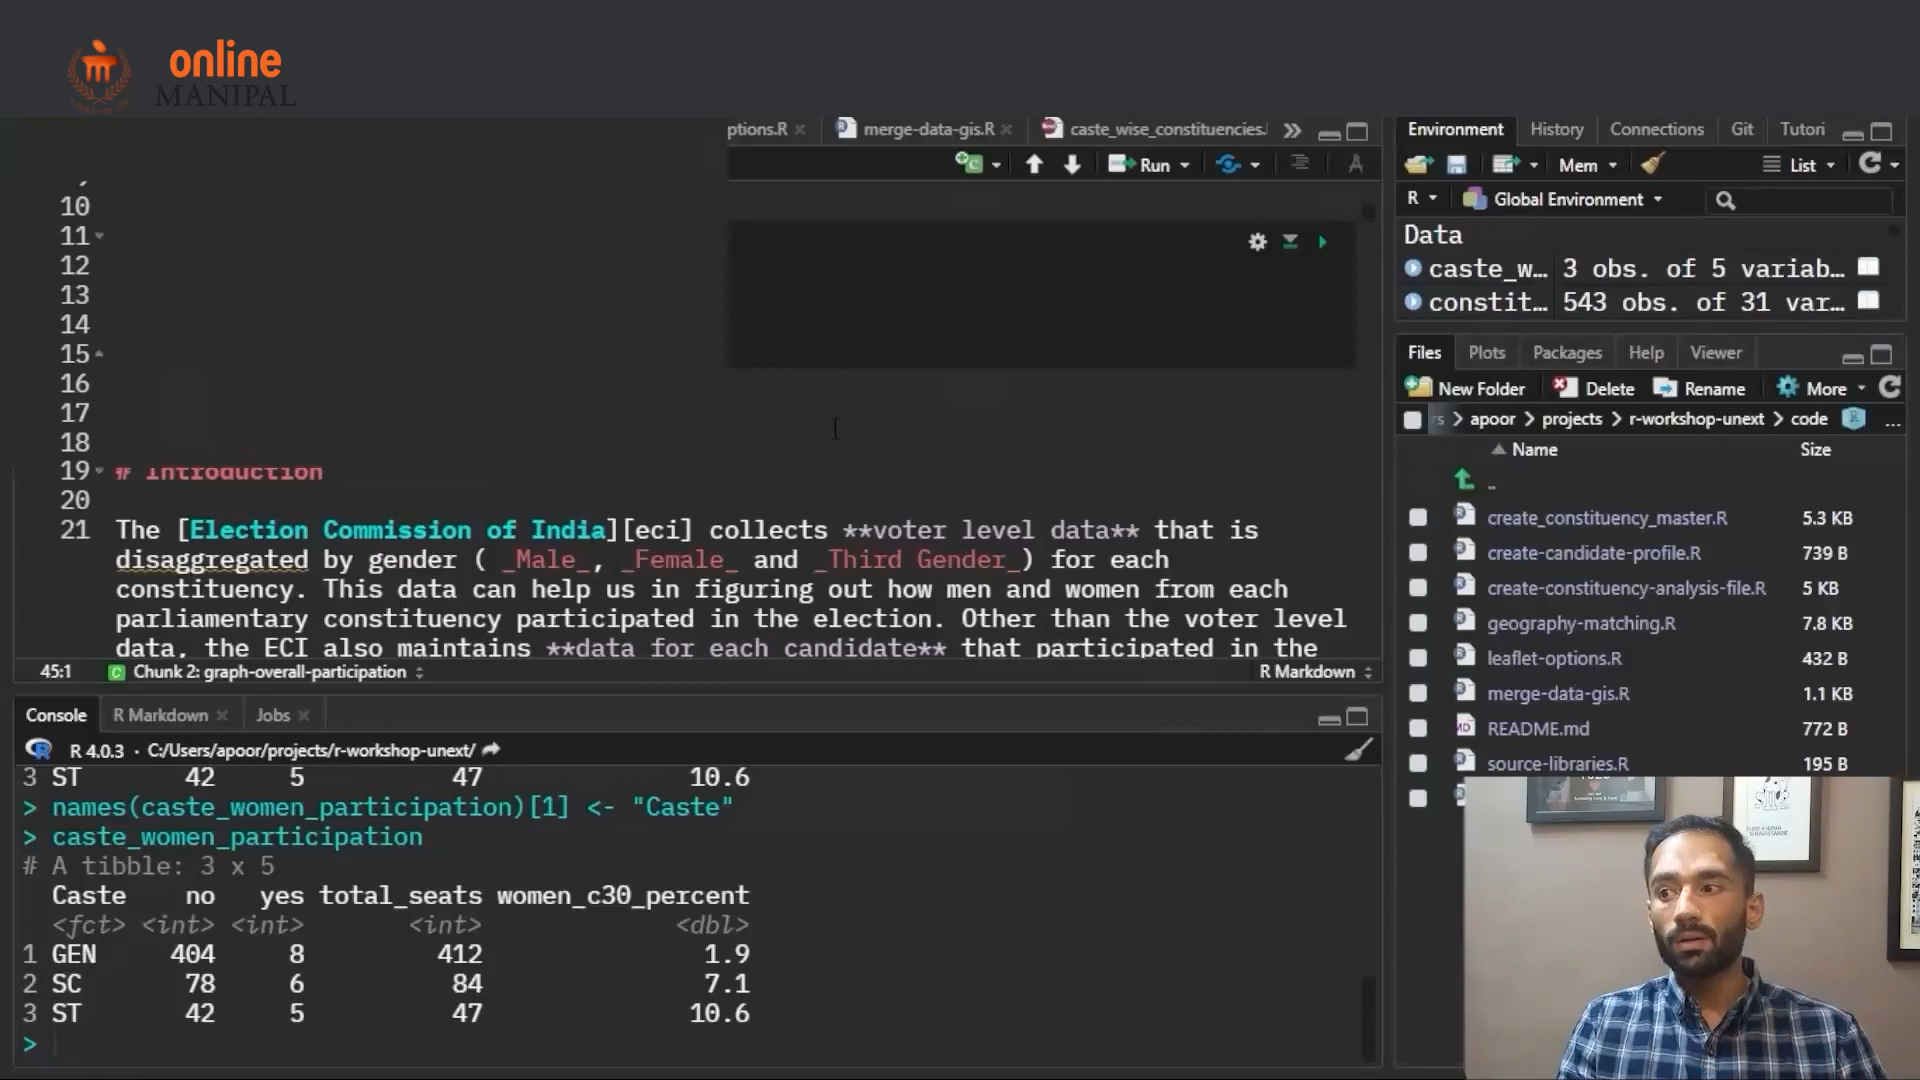 online
MANIPAL
ptions.R
merge-data-gis.R
caste_wise_constituencies.
Run
10
11
12
13
14
15
16
17
18
19 # Introduction
20
21 The [Election Commission of India][eci] collects **voter level data** that is
disaggregated by gender ( _Male_, _Female_ and _Third Gender_) for each
constituency. This data can help us in figuring out how men and women from each
parliamentary constituency participated in the election. Other than the voter level
data, the ECI also maintains **data for each candidate** that participated in the
45:1 Chunk 2: graph-overall-participation R Markdown
Console R Markdown Jobs
R 4.0.3 · C:/Users/apoor/projects/r-workshop-unext/
3 ST 42 5 47 10.6
> names(caste_women_participation)[1] <- "Caste"
> caste_women_participation
# A tibble: 3 x 5
Caste no yes total_seats women_c30_percent
<fct> <int> <int> <int> <dbl>
1 GEN 404 8 412 1.9
2 SC 78 6 84 7.1
3 ST 42 5 47 10.6
>
Environment History Connections Git Tutori
Mem List
R Global Environment
Data
caste_w… 3 obs. of 5 variab…
constit… 543 obs. of 31 var…
Files Plots Packages Help Viewer
New Folder Delete Rename More
rs > apoor > projects > r-workshop-unext > code ...
Name Size
..
create_constituency_master.R 5.3 KB
create-candidate-profile.R 739 B
create-constituency-analysis-file.R 5 KB
geography-matching.R 7.8 KB
leaflet-options.R 432 B
merge-data-gis.R 1.1 KB
README.md 772 B
source-libraries.R 195 B